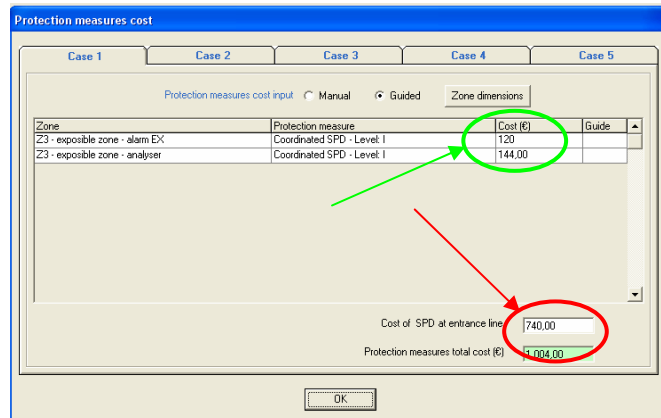 Protection measures cost
Case 1 Case 2 Case 3 Case 4 Case 5
Protection measures cost input Manual Guided Zone dimensions
Zone Protection measure Cost (€) Guide
Z3 - exposible zone - alarm EX Coordinated SPD - Level: I 120
Z3 - exposible zone - analyser Coordinated SPD - Level: I 144,00
Cost of SPD at entrance line 740,00
Protection measures total cost (€) 1.004,00
OK